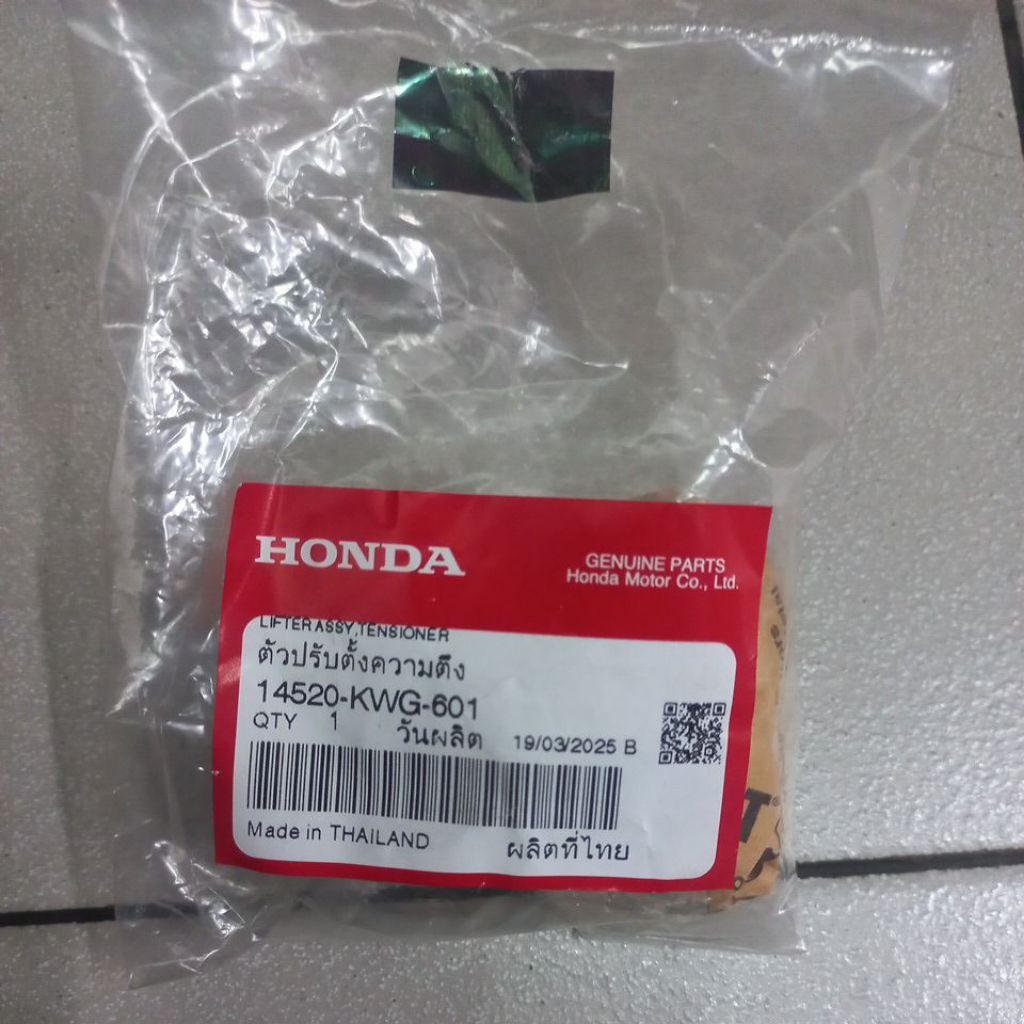 HONDA
GENUINE PARTS
Honda Motor Co., Ltd.
LIFTER ASSY,TENSIONER
ตัวปรับตั้งความตึง
14520-KWG-601
QTY 1 วันผลิต 19/03/2025 B
Made in THAILAND ผลิตที่ไทย